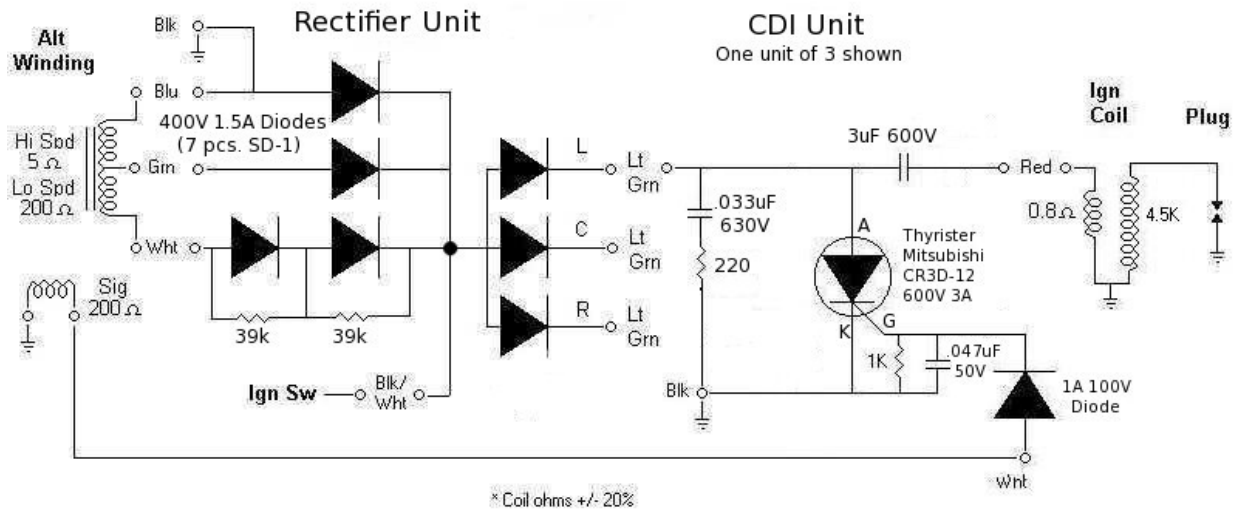 Rectifier Unit
CDI Unit
One unit of 3 shown
Blk
Alt
Winding
Blu
400V 1.5A Diodes
(7 pcs. SD-1)
Hi Spd
5 Ω
Grn
Lo Spd
200 Ω
Wht
Sig
200 Ω
39k
39k
Ign Sw
Blk/
Wht
L
Lt
Grn
C
Lt
Grn
R
Lt
Grn
.033uF
630V
220
Blk
3uF 600V
A
Thyrister
Mitsubishi
CR3D-12
600V 3A
K
G
1K
.047uF
50V
1A 100V
Diode
Wht
Red
Ign
Coil
0.8Ω
4.5K
Plug
* Coil ohms +/- 20%